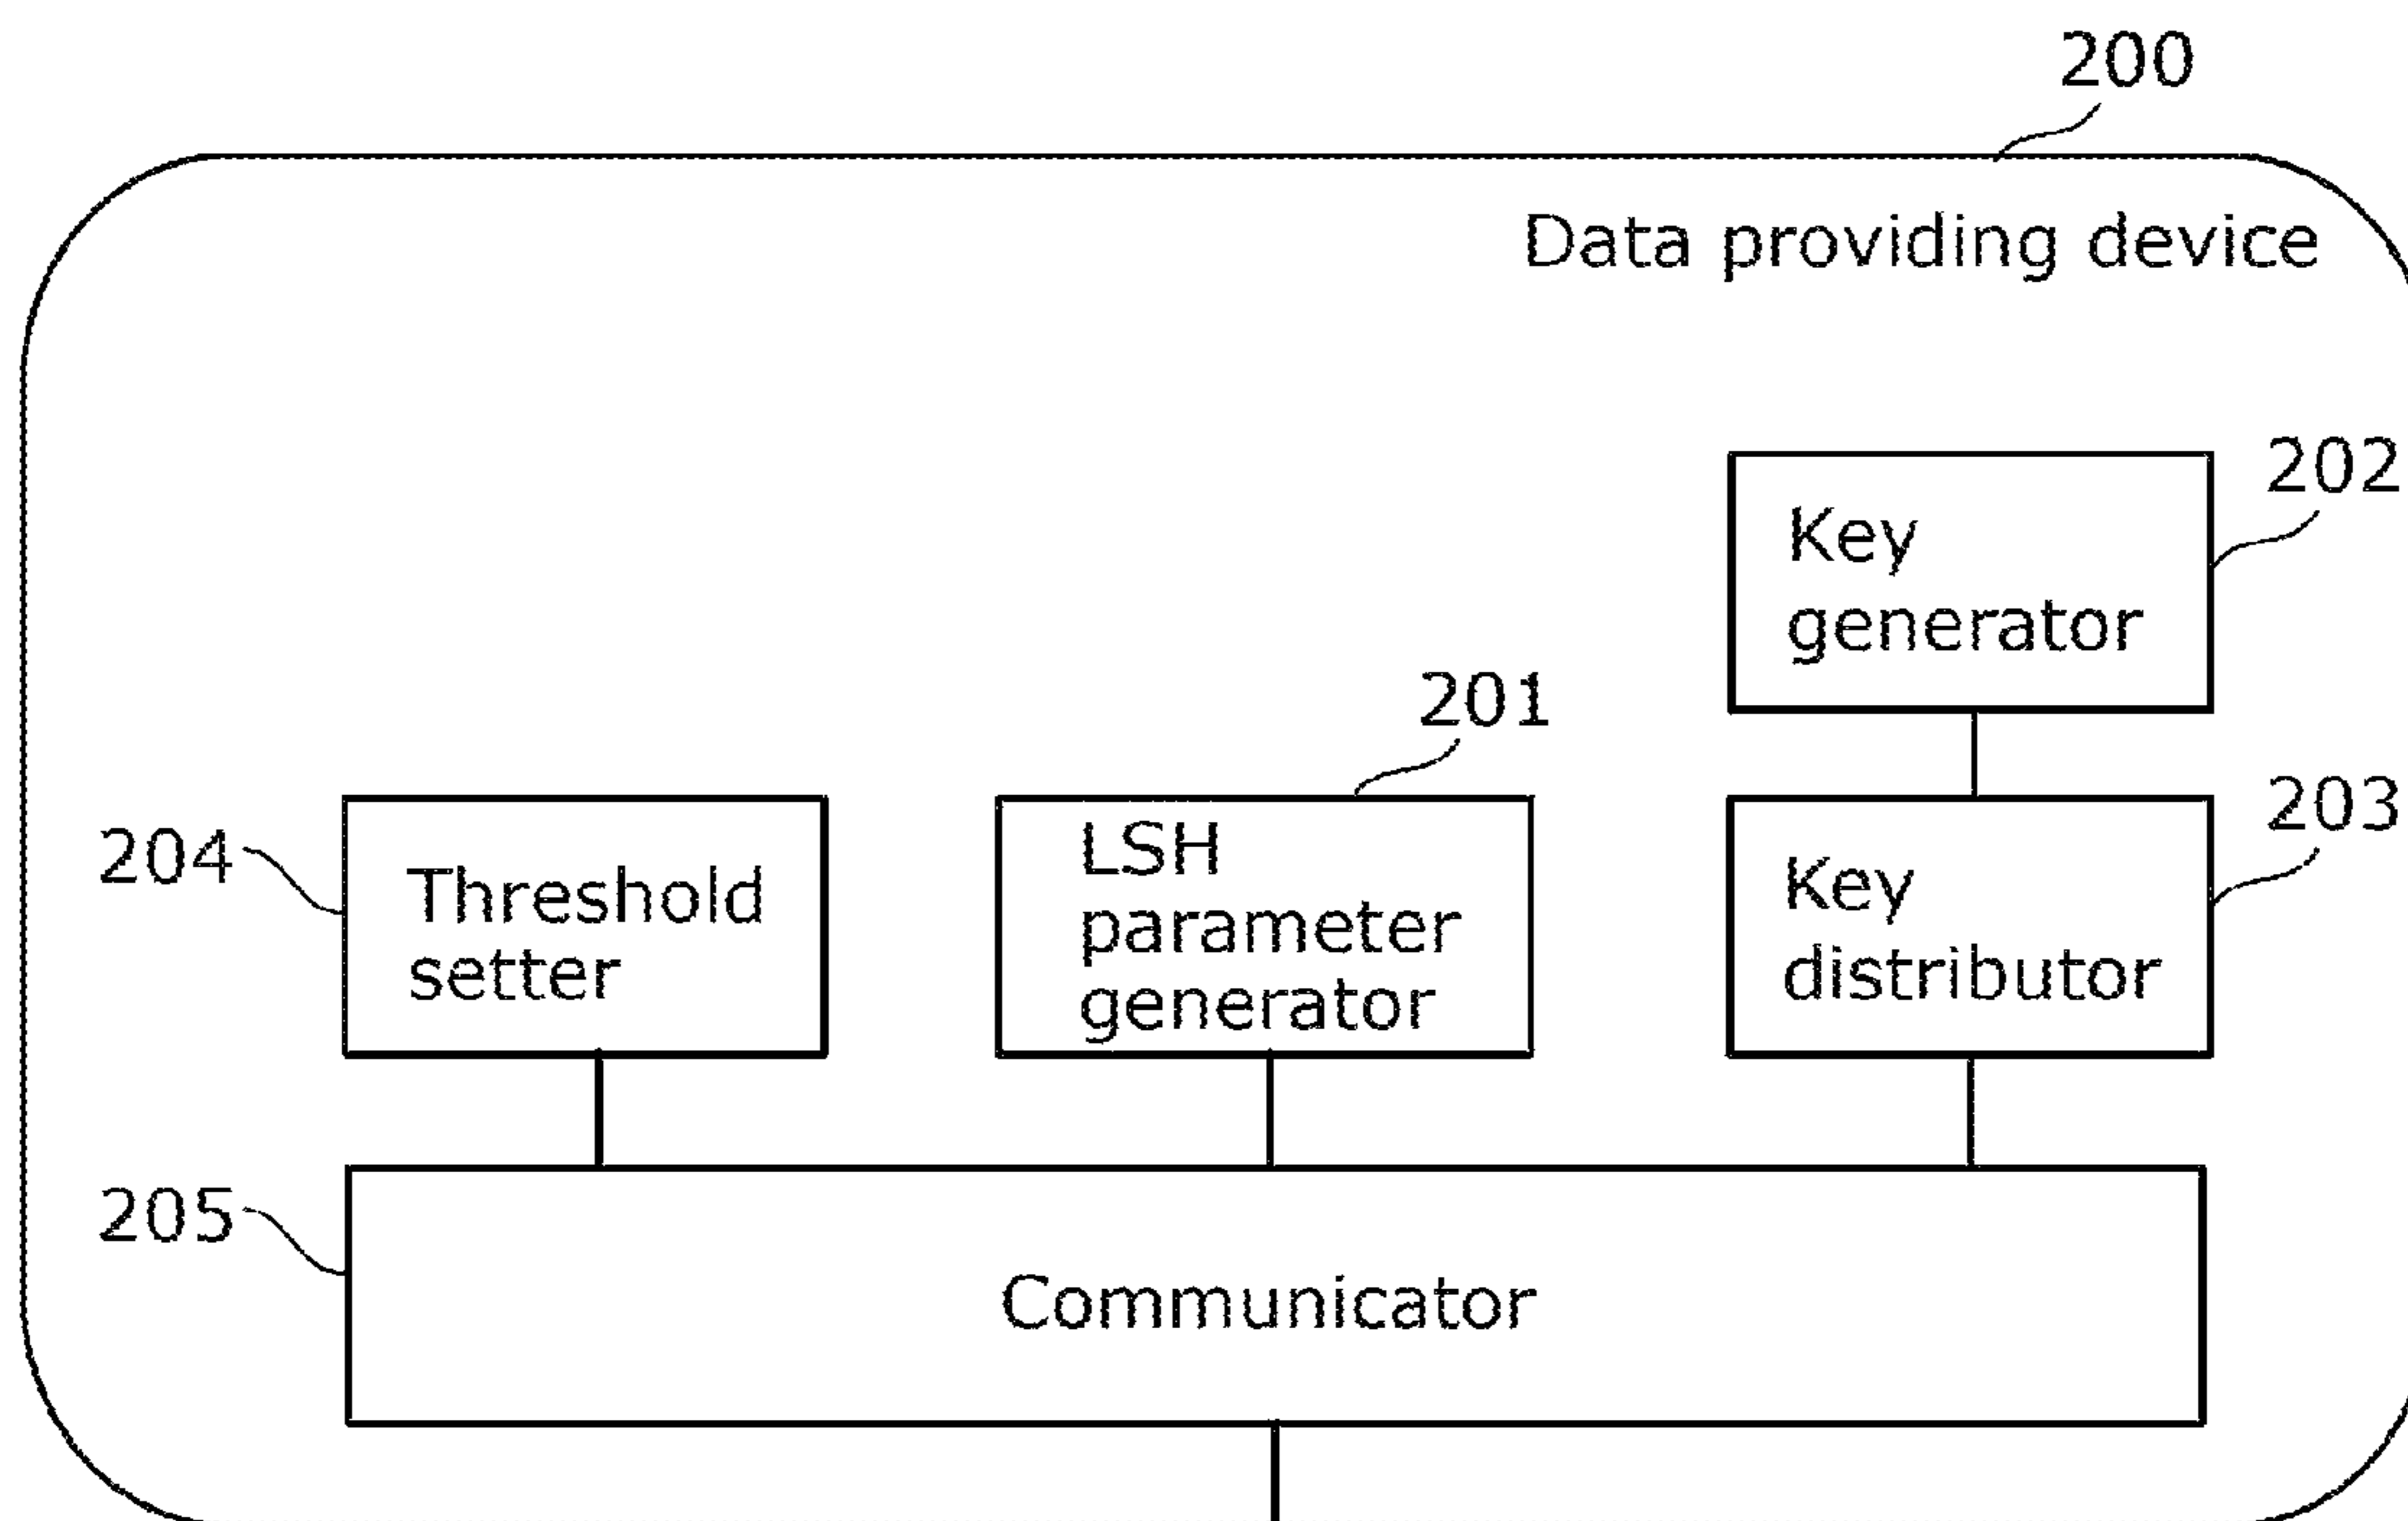 200
Data providing device
202
Key
generator
201
203
204
Threshold
setter
LSH
parameter
generator
Key
distributor
205
Communicator